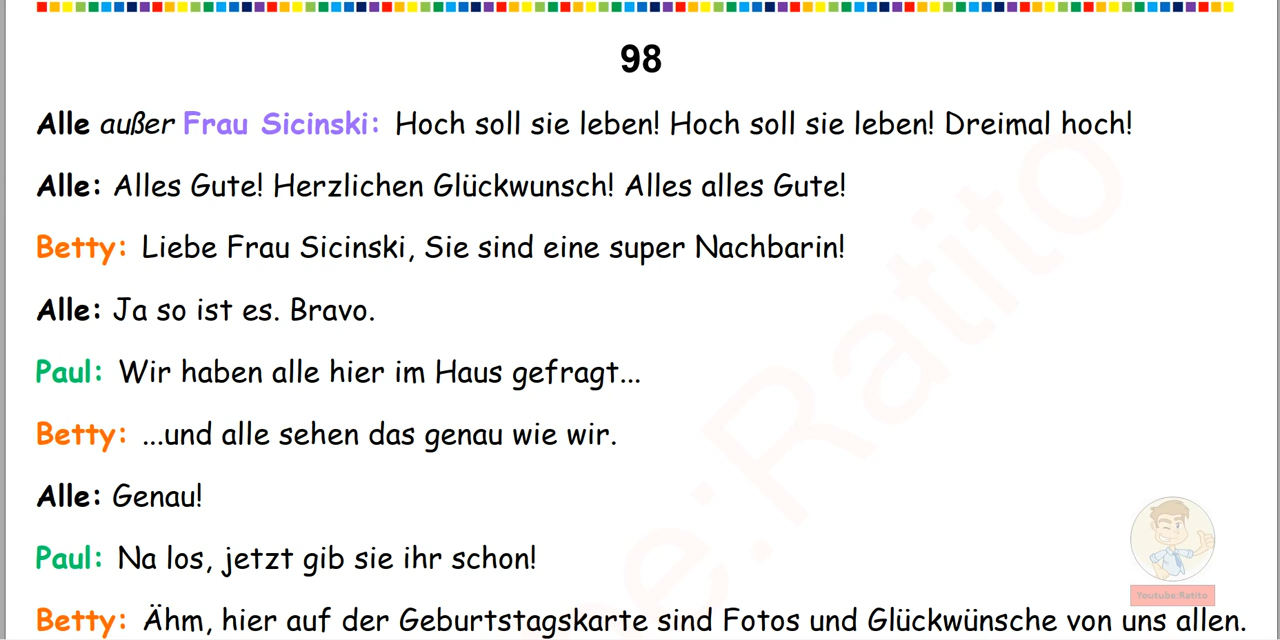 98
Alle außer Frau Sicinski: Hoch soll sie leben! Hoch soll sie leben! Dreimal hoch!
Alle: Alles Gute! Herzlichen Glückwunsch! Alles alles Gute!
Betty: Liebe Frau Sicinski, Sie sind eine super Nachbarin!
Alle: Ja so ist es. Bravo.
Paul: Wir haben alle hier im Haus gefragt...
Betty: ...und alle sehen das genau wie wir.
Alle: Genau!
Paul: Na los, jetzt gib sie ihr schon!
Betty: Ähm, hier auf der Geburtstagskarte sind Fotos und Glückwünsche von uns allen.
e:Ratito
Youtube:Ratito